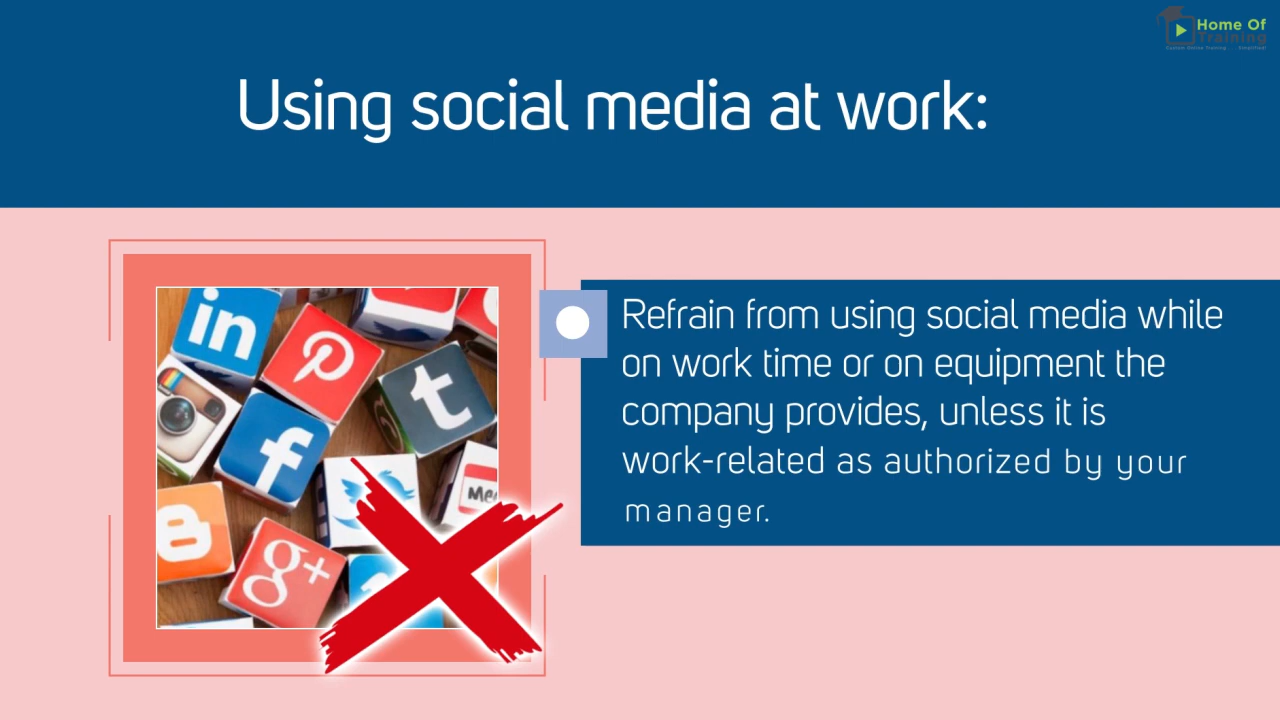 Home Of
Training
Using social media at work:
Refrain from using social media while
on work time or on equipment the
company provides, unless it is
work-related as authorized by your
manager.
in
t
f
g+